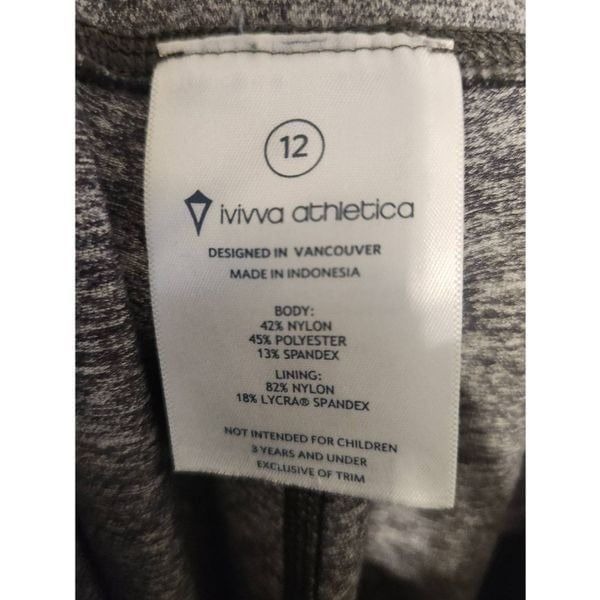 12
ivivva athletica
DESIGNED IN VANCOUVER
MADE IN INDONESIA
BODY:
42% NYLON
45% POLYESTER
13% SPANDEX
LINING:
82% NYLON
18% LYCRA® SPANDEX
NOT INTENDED FOR CHILDREN
3 YEARS AND UNDER
EXCLUSIVE OF TRIM